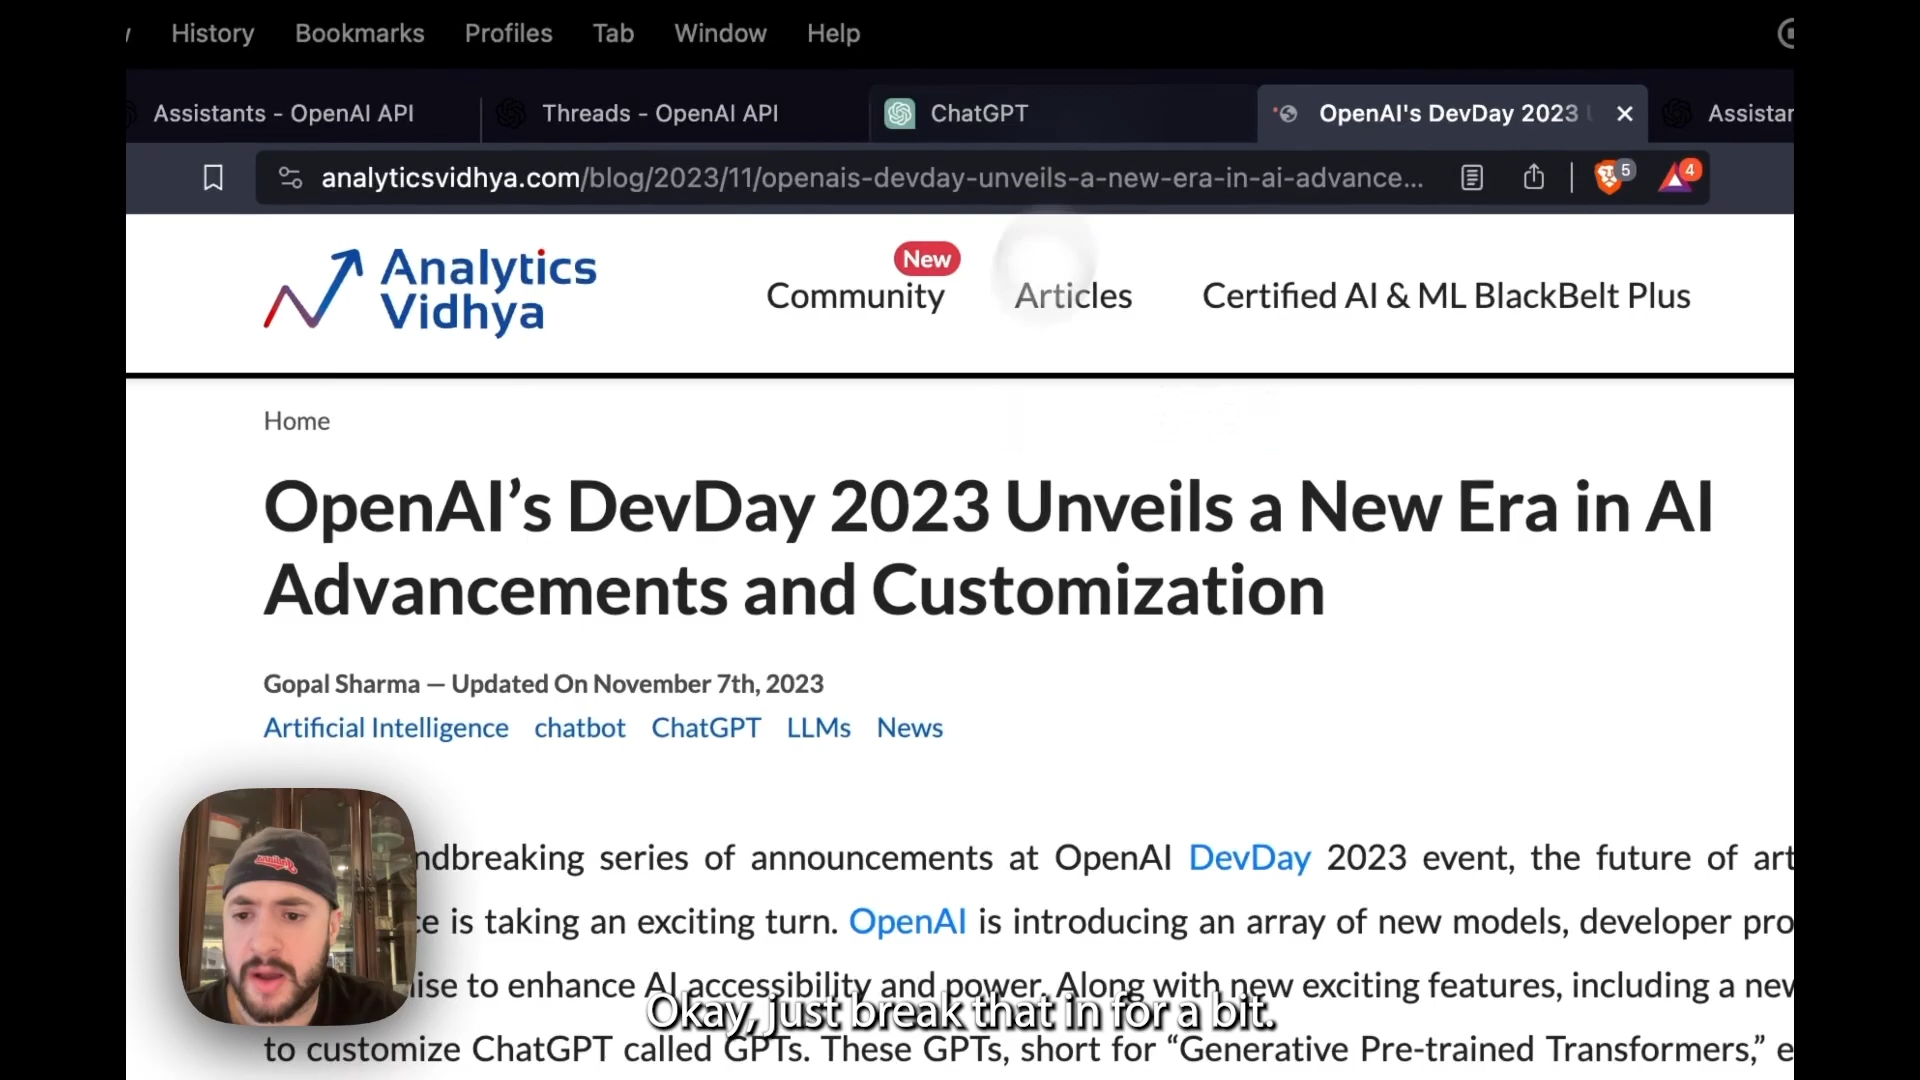 History Bookmarks Profiles Tab Window Help
Assistants - OpenAI API Threads - OpenAI API ChatGPT OpenAI's DevDay 2023 Assistan
analyticsvidhya.com/blog/2023/11/openais-devday-unveils-a-new-era-in-ai-advance... 5 4
Analytics
Vidhya
New
Community Articles Certified AI & ML BlackBelt Plus
Home
OpenAI’s DevDay 2023 Unveils a New Era in AI
Advancements and Customization
Gopal Sharma — Updated On November 7th, 2023
Artificial Intelligence chatbot ChatGPT LLMs News
ndbreaking series of announcements at OpenAI DevDay 2023 event, the future of art
ce is taking an exciting turn. OpenAI is introducing an array of new models, developer pro
ise to enhance AI accessibility and power. Along with new exciting features, including a new
Okay, just break that in for a bit.
to customize ChatGPT called GPTs. These GPTs, short for “Generative Pre-trained Transformers,” e